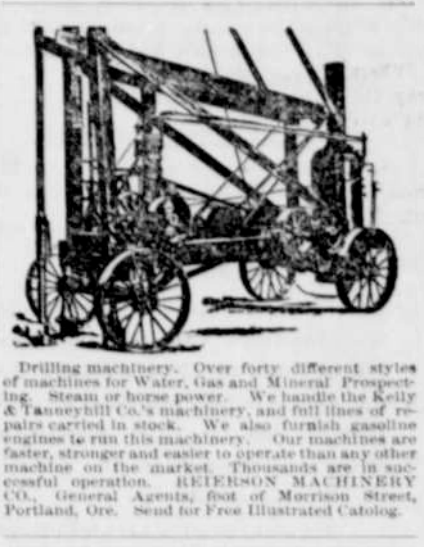 Drilling machinery. Over forty different styles
of machines for Water, Gas and Mineral Prospect-
ing. Steam or horse power. We handle the Kelly
& Tanneyhill Co.'s machinery, and full lines of re-
pairs carried in stock. We also furnish gasoline
engines to run this machinery. Our machines are
faster, stronger and easier to operate than any other
machine on the market. Thousands are in suc-
cessful operation. REIERSON MACHINERY
CO., General Agents, foot of Morrison Street,
Portland, Ore. Send for Free Illustrated Catolog.